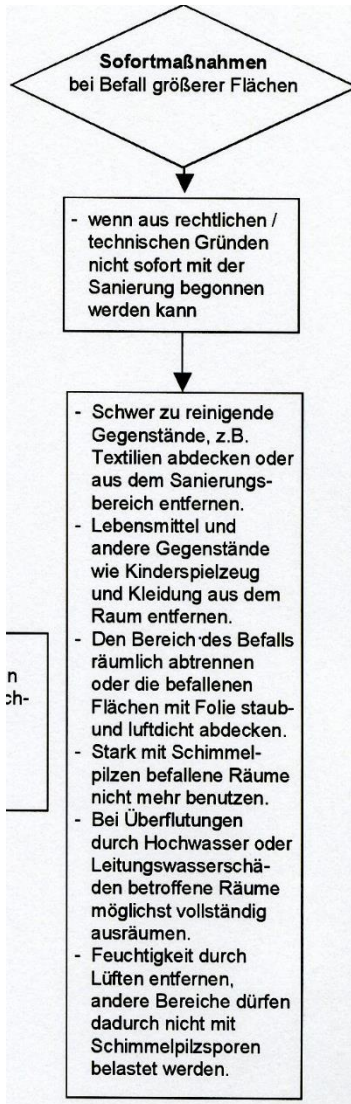 Sofortmaßnahmen
bei Befall größerer Flächen
- wenn aus rechtlichen /
technischen Gründen
nicht sofort mit der
Sanierung begonnen
werden kann
- Schwer zu reinigende
Gegenstände, z.B.
Textilien abdecken oder
aus dem Sanierungs-
bereich entfernen.
- Lebensmittel und
andere Gegenstände
wie Kinderspielzeug
und Kleidung aus dem
Raum entfernen.
- Den Bereich des Befalls
räumlich abtrennen
oder die befallenen
Flächen mit Folie staub-
und luftdicht abdecken.
- Stark mit Schimmel-
pilzen befallene Räume
nicht mehr benutzen.
- Bei Überflutungen
durch Hochwasser oder
Leitungswasserschä-
den betroffene Räume
möglichst vollständig
ausräumen.
- Feuchtigkeit durch
Lüften entfernen,
andere Bereiche dürfen
dadurch nicht mit
Schimmelpilzsporen
belastet werden.
n
ch-